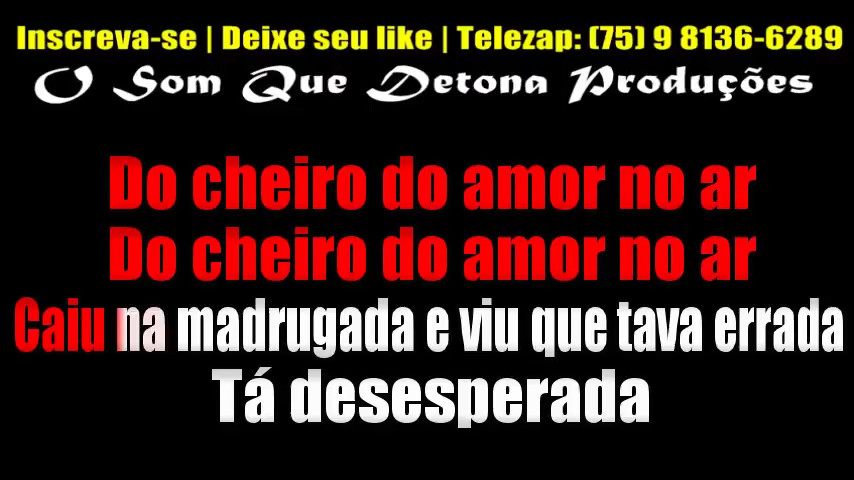 Inscreva-se | Deixe seu like | Telezap: (75) 9 8136-6289
O Som Que Detona Produções
Do cheiro do amor no ar
Do cheiro do amor no ar
Caiu na madrugada e viu que tava errada
Tá desesperada